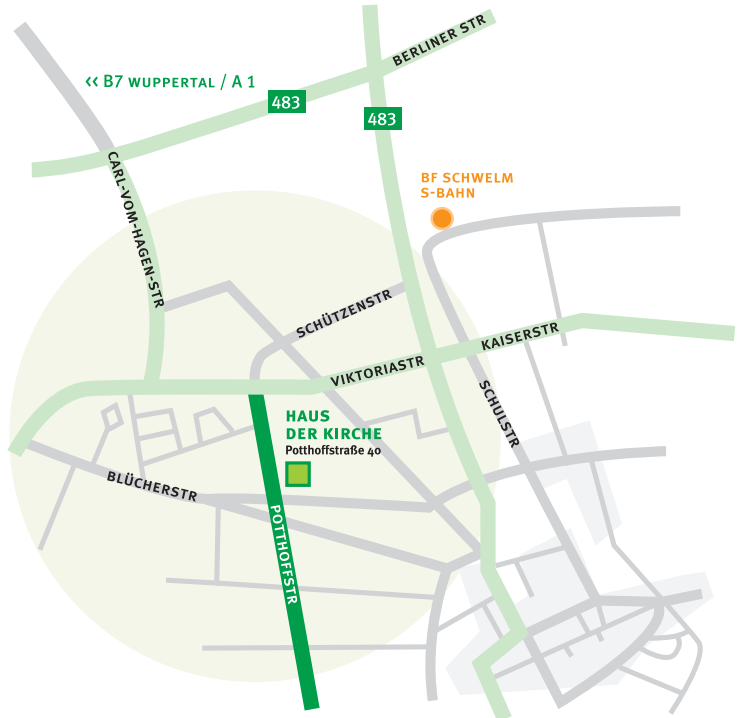 BERLINER STR
<< B7 WUPPERTAL / A 1
483
483
CARL-VOM-HAGEN-STR
BF SCHWELM
S-BAHN
SCHÜTZENSTR
KAISERSTR
VIKTORIASTR
SCHULSTR
HAUS
DER KIRCHE
Potthoffstraße 40
BLÜCHERSTR
POTTHOFFSTR